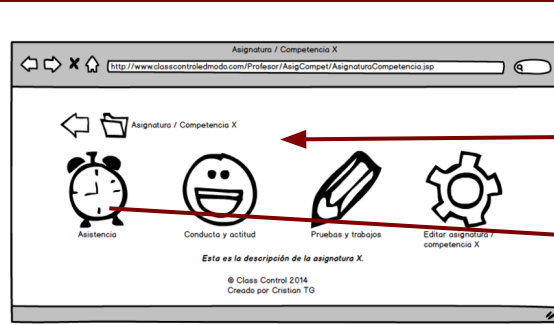 Asignatura / Competencia X
http://www.classcontroledmodo.com/Profesor/AsigCompet/AsignaturaCompetencia.jsp
Asignatura / Competencia X
Asistencia
Conducta y actitud
Pruebas y trabajos
Editar asignatura /
competencia X
Esta es la descripción de la asignatura X.
© Class Control 2014
Creado por Cristian TG